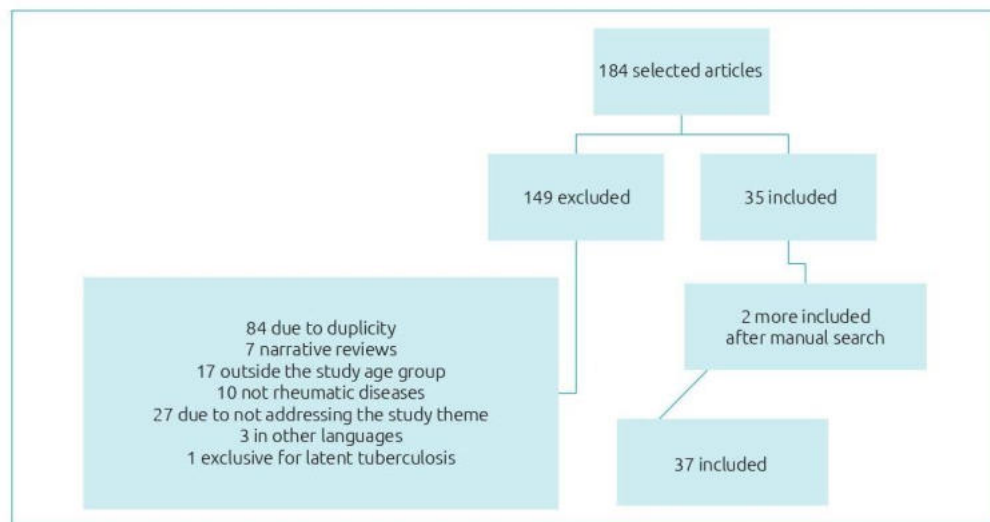 184 selected articles
149 excluded
35 included
84 due to duplicity
7 narrative reviews
17 outside the study age group
10 not rheumatic diseases
27 due to not addressing the study theme
3 in other languages
1 exclusive for latent tuberculosis
2 more included
after manual search
37 included